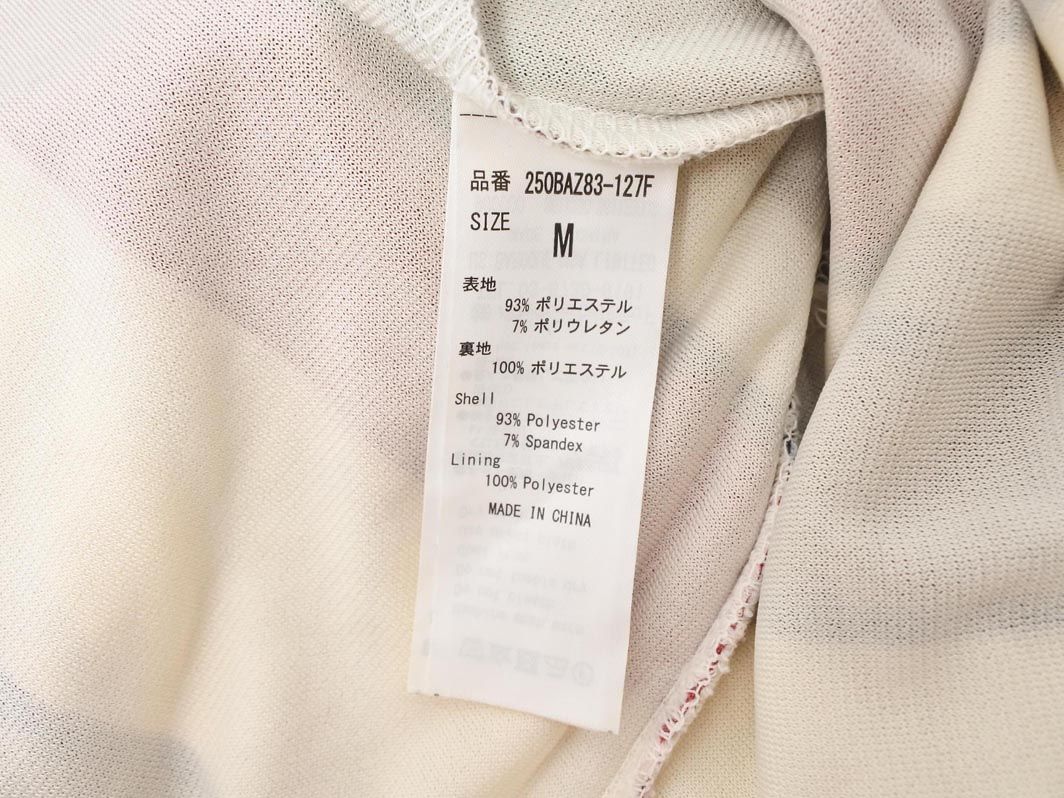 品番 250BAZ83-127F
SIZE M
表地
93% ポリエステル
7% ポリウレタン
裏地
100% ポリエステル
Shell
93% Polyester
7% Spandex
Lining
100% Polyester
MADE IN CHINA